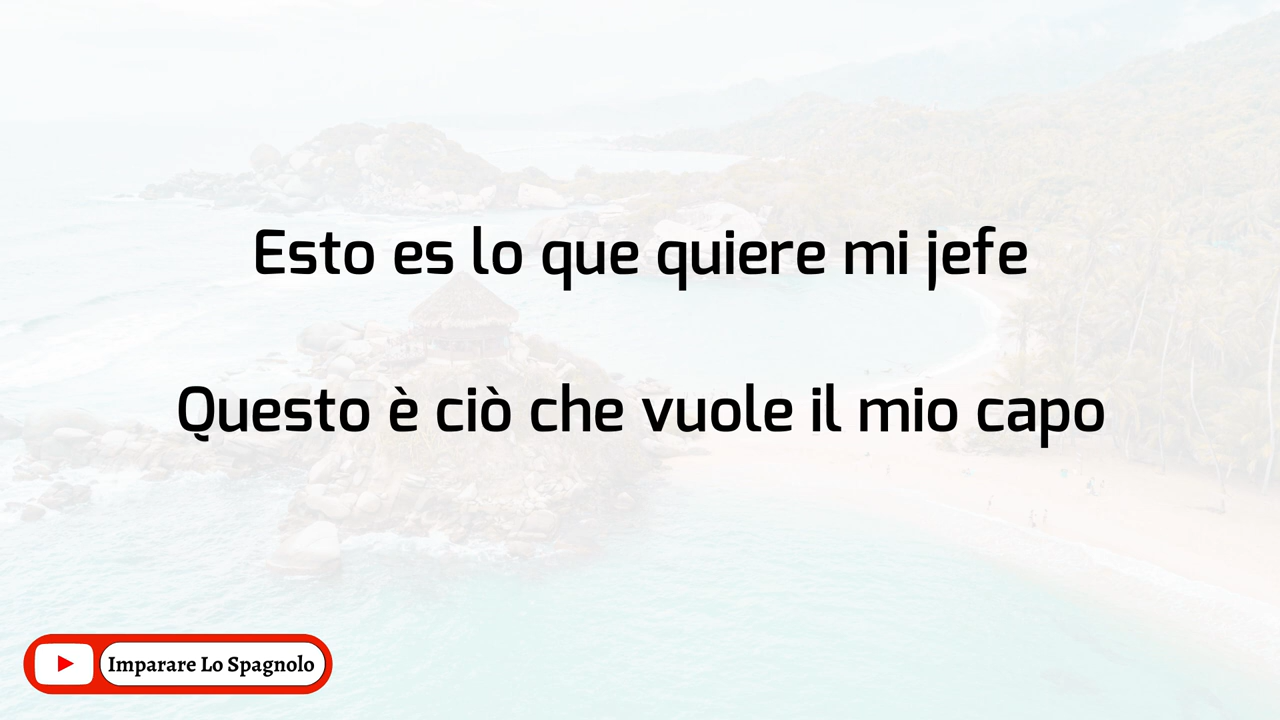 Esto es lo que quiere mi jefe
Questo è ciò che vuole il mio capo
Imparare Lo Spagnolo